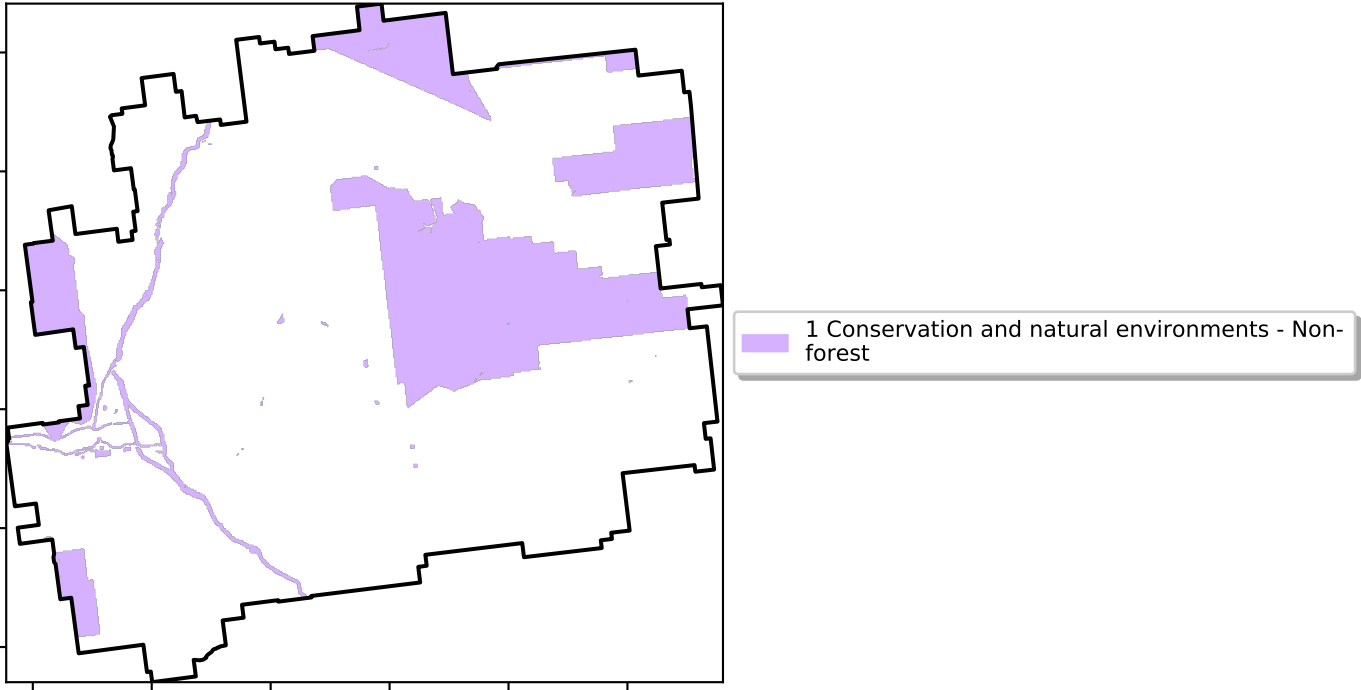 1 Conservation and natural environments - Non-
forest